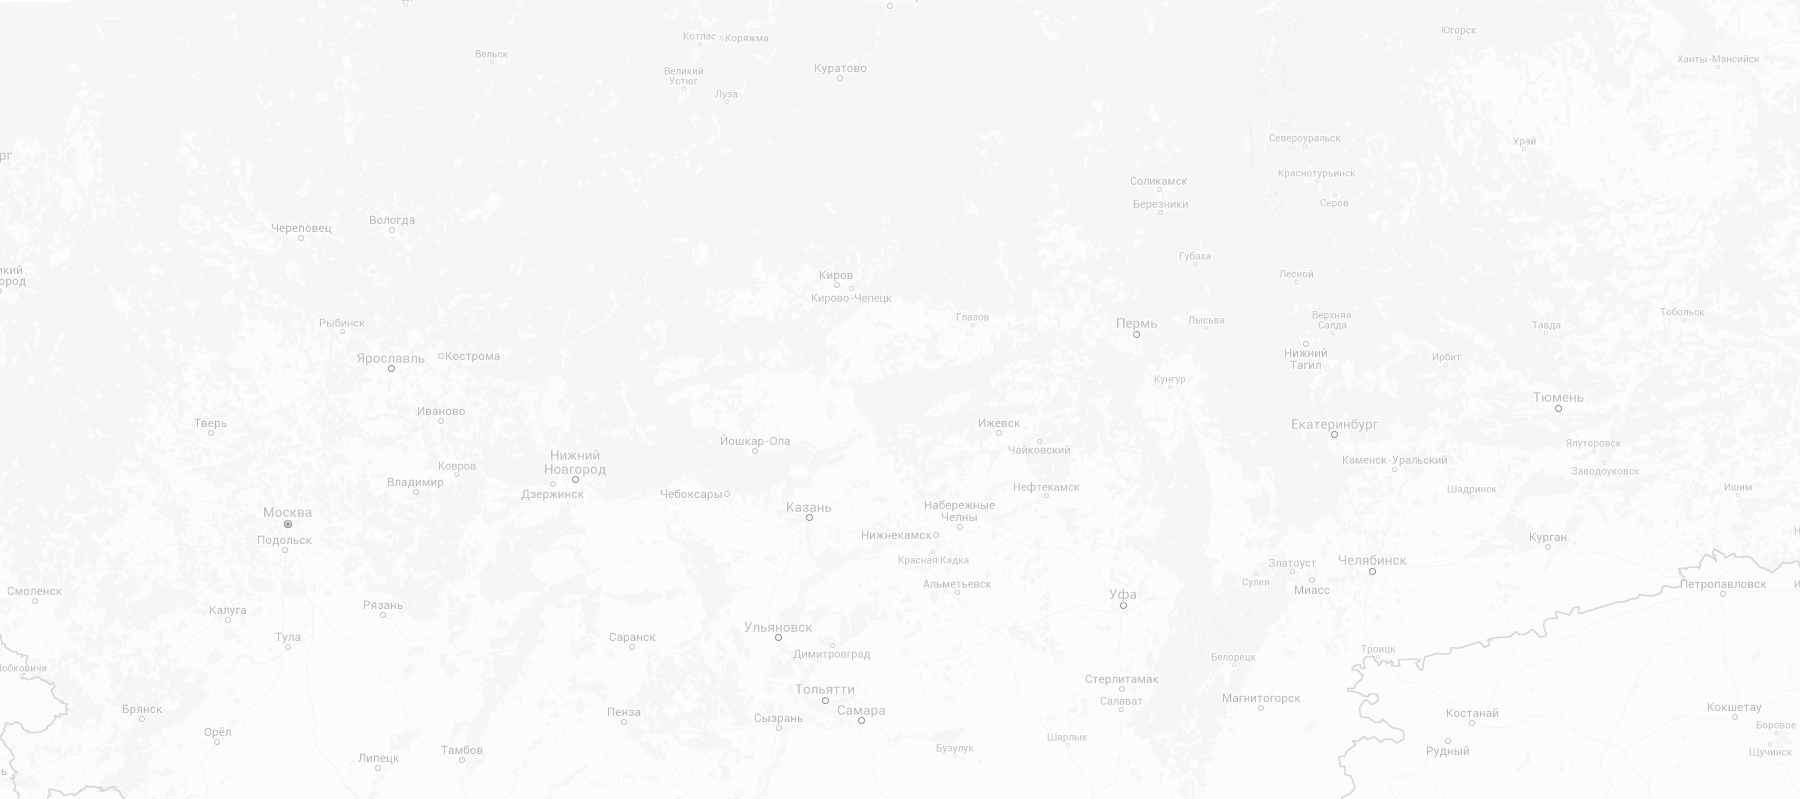 Котлас
Коряжма
Югорск
Вельск
Ханты-Мансийск
Куратово
Великий
Устюг
Луза
Североуральск
Урай
Краснотурьинск
Соликамск
Березники
Серов
Вологда
Череповец
Губаха
Киров
Лесной
Кирово-Чепецк
Тобольск
Рыбинск
Глазов
Пермь
Лысьва
Верхняя
Салда
Тавда
Ярославль
Кострома
Нижний
Тагил
Ирбит
Кунгур
Тюмень
Иваново
Тверь
Ижевск
Екатеринбург
Йошкар-Ола
Чайковский
Ялуторовск
Нижний
Новгород
Ковров
Каменск-Уральский
Заводоуковск
Владимир
Дзержинск
Чебоксары
Нефтекамск
Шадринск
Ишим
Москва
Казань
Набережные
Челны
Подольск
Нижнекамск
Курган
Красная Кадка
Златоуст
Челябинск
Смоленск
Альметьевск
Сулея
Миасс
Петропавловск
Калуга
Рязань
Уфа
Тула
Саранск
Ульяновск
Димитровград
Троицк
Белорецк
Стерлитамак
Тольятти
Салават
Магнитогорск
Брянск
Пенза
Сызрань
Самара
Костанай
Кокшетау
Орёл
Боровое
Липецк
Тамбов
Бузулук
Шарлык
Рудный
Щучинск